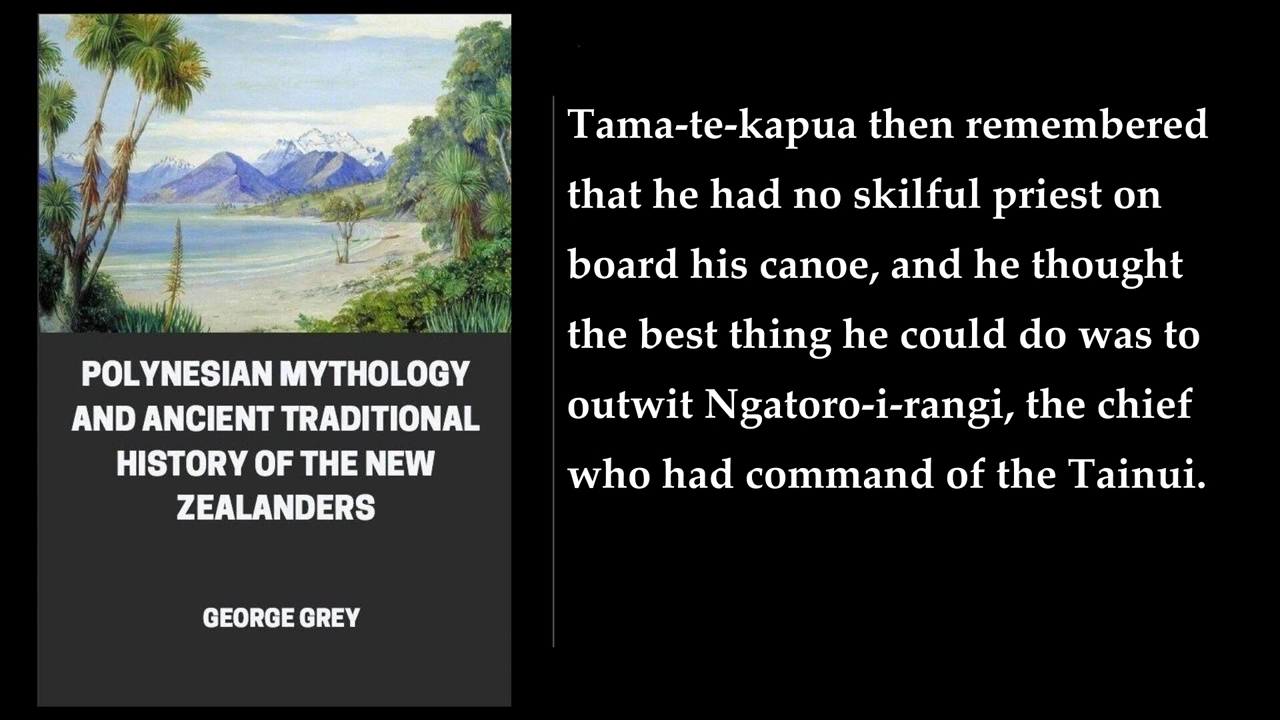 POLYNESIAN MYTHOLOGY
AND ANCIENT TRADITIONAL
HISTORY OF THE NEW
ZEALANDERS
GEORGE GREY
Tama-te-kapua then remembered
that he had no skilful priest on
board his canoe, and he thought
the best thing he could do was to
outwit Ngatoro-i-rangi, the chief
who had command of the Tainui.